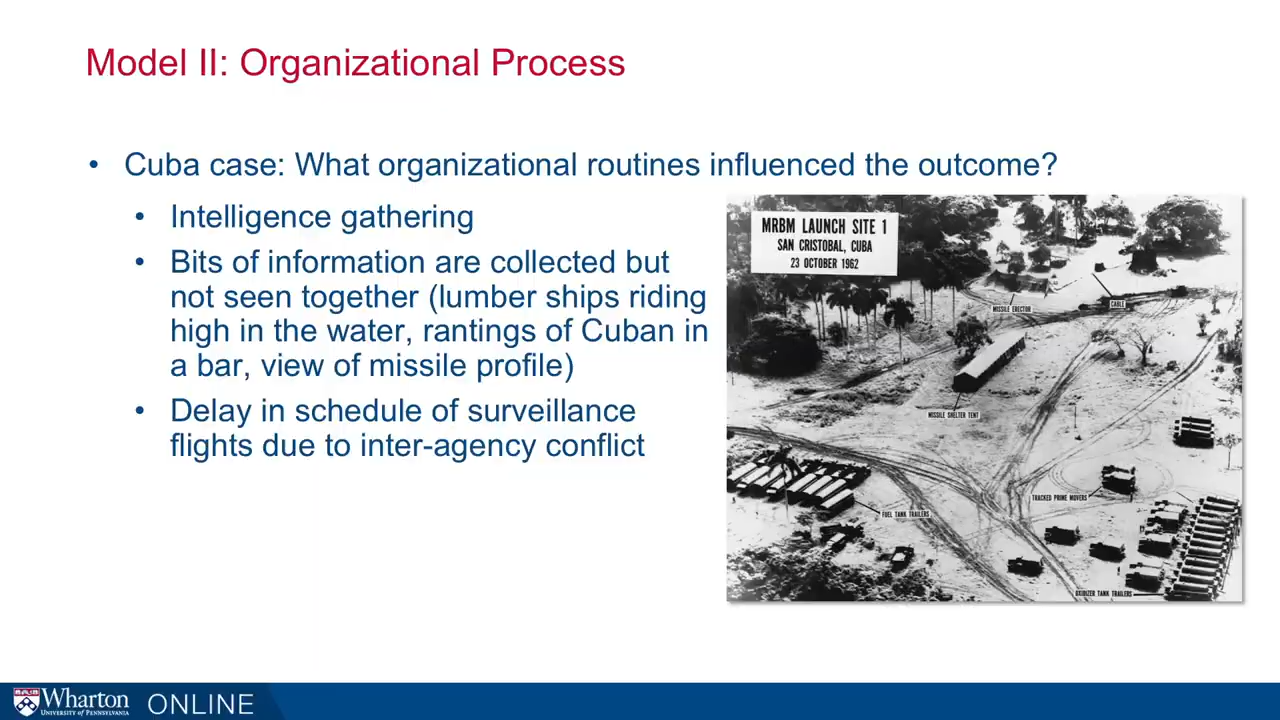 Model II: Organizational Process
• Cuba case: What organizational routines influenced the outcome?
• Intelligence gathering
• Bits of information are collected but
not seen together (lumber ships riding
high in the water, rantings of Cuban in
a bar, view of missile profile)
• Delay in schedule of surveillance
flights due to inter-agency conflict
MRBM LAUNCH SITE 1
SAN CRISTOBAL, CUBA
23 OCTOBER 1962
MISSILE ERECTOR
CABLE
MISSILE SHELTER TENT
TRACKED PRIME MOVERS
FUEL TANK TRAILERS
OXIDIZER TANK TRAILERS
Wharton
UNIVERSITY OF PENNSYLVANIA
ONLINE